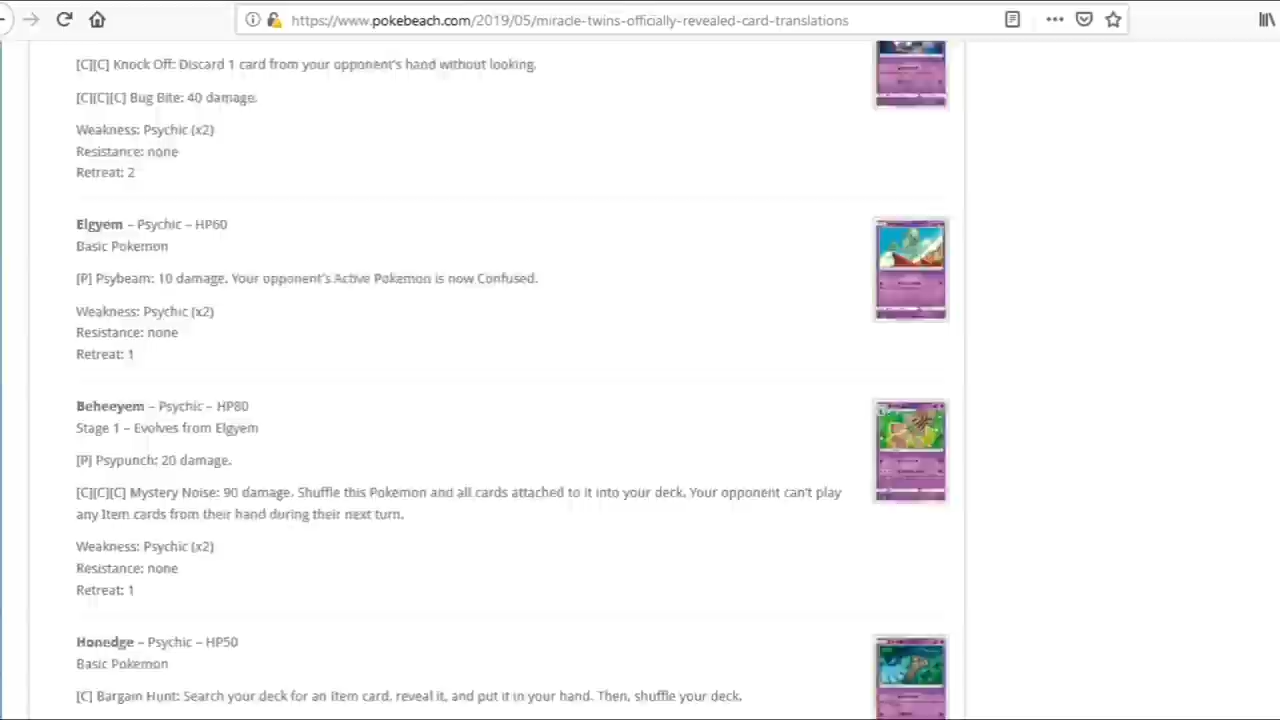 https://www.pokebeach.com/2019/05/miracle-twins-officially-revealed-card-translations
[C][C] Knock Off: Discard 1 card from your opponent's hand without looking.
[C][C][C] Bug Bite: 40 damage.
Weakness: Psychic (x2)
Resistance: none
Retreat: 2
Elgyem – Psychic – HP60
Basic Pokemon
[P] Psybeam: 10 damage. Your opponent's Active Pokemon is now Confused.
Weakness: Psychic (x2)
Resistance: none
Retreat: 1
Beheeyem – Psychic – HP80
Stage 1 – Evolves from Elgyem
[P] Psypunch: 20 damage.
[C][C][C] Mystery Noise: 90 damage. Shuffle this Pokemon and all cards attached to it into your deck. Your opponent can't play
any Item cards from their hand during their next turn.
Weakness: Psychic (x2)
Resistance: none
Retreat: 1
Honedge – Psychic – HP50
Basic Pokemon
[C] Bargain Hunt: Search your deck for an Item card, reveal it, and put it in your hand. Then, shuffle your deck.